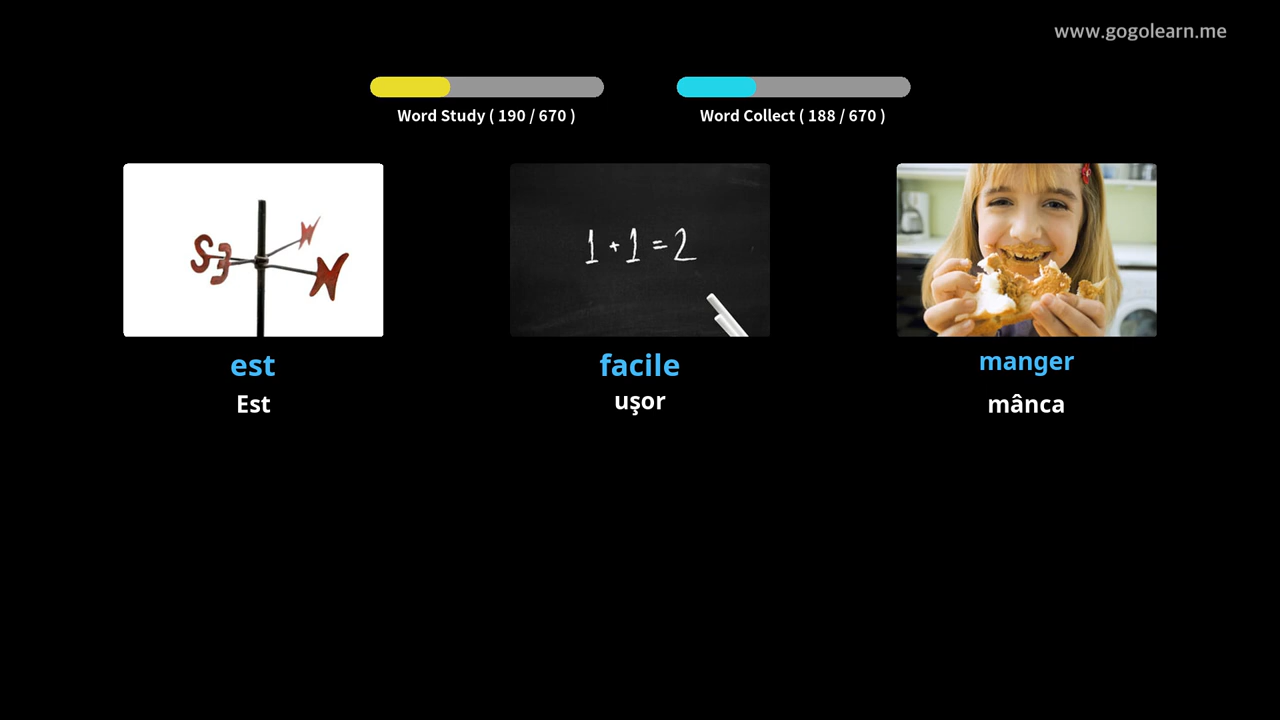 www.gogolearn.me
Word Study ( 190 / 670 )
Word Collect ( 188 / 670 )
S E N W
1 + 1 = 2
est
facile
manger
Est
uşor
mânca